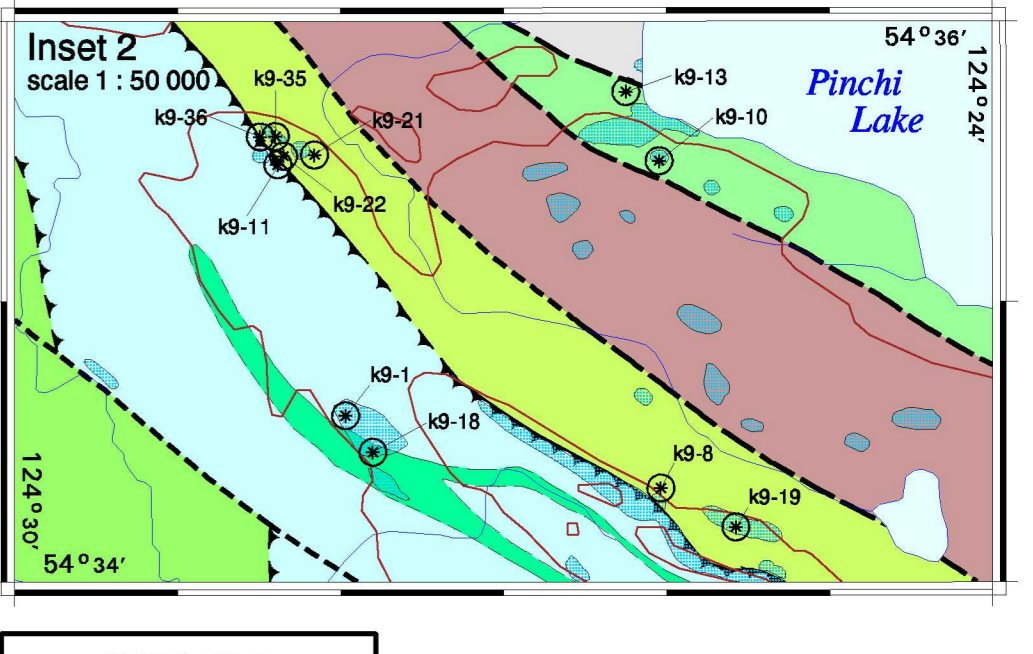 Inset 2
scale 1 : 50 000
54° 36'
124° 24'
Pinchi
Lake
k9-35
k9-13
k9-36
k9-21
k9-10
k9-22
k9-11
k9-1
k9-18
k9-8
k9-19
124° 30'
54° 34'